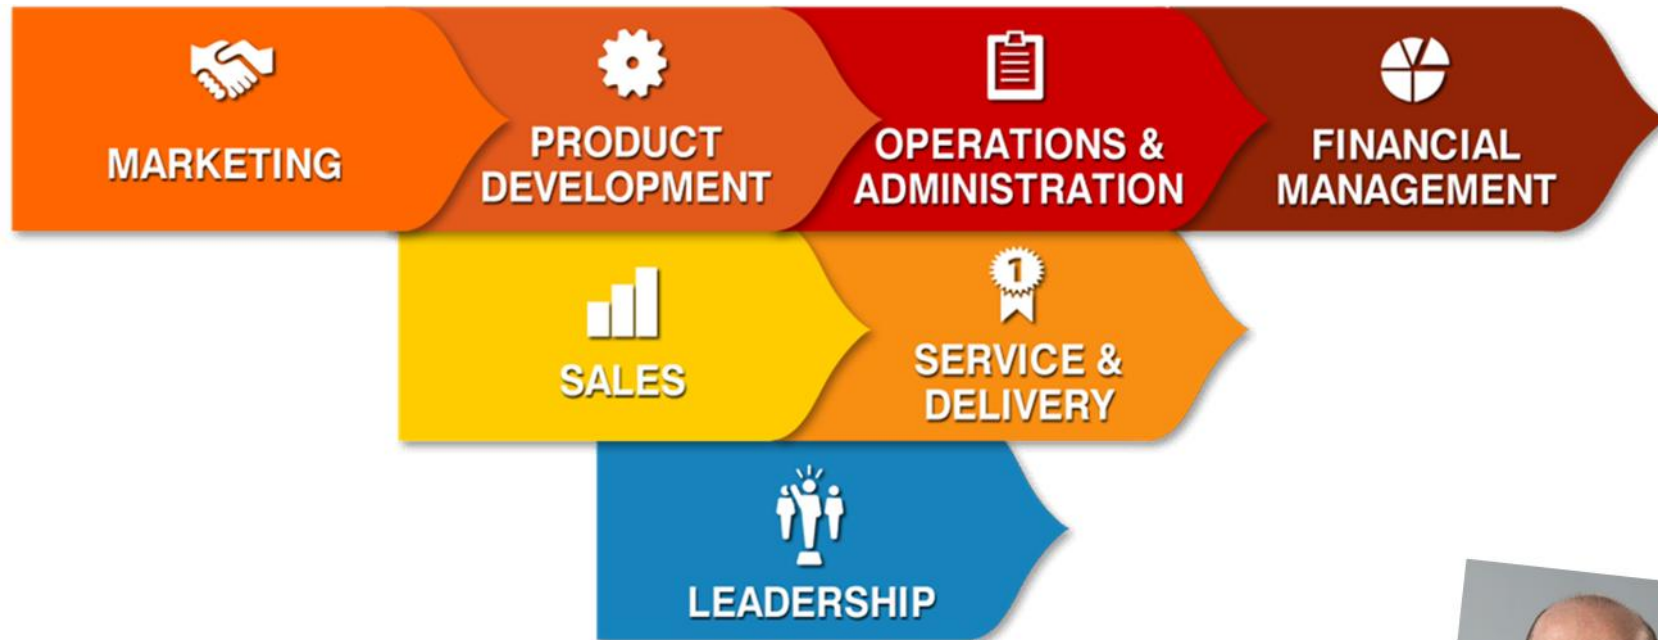 MARKETING
PRODUCT
DEVELOPMENT
OPERATIONS &
ADMINISTRATION
FINANCIAL
MANAGEMENT
SALES
1
SERVICE &
DELIVERY
LEADERSHIP